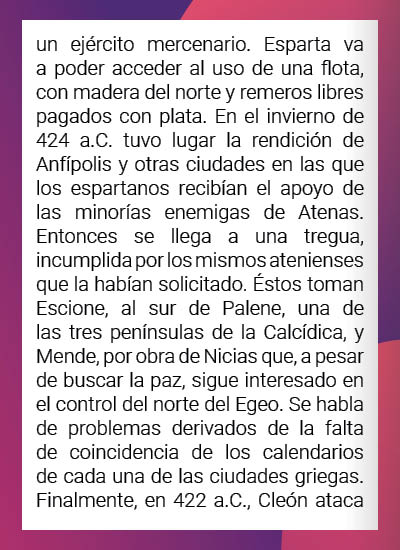 un ejército mercenario. Esparta va
a poder acceder al uso de una flota,
con madera del norte y remeros libres
pagados con plata. En el invierno de
424 a.C. tuvo lugar la rendición de
Anfípolis y otras ciudades en las que
los espartanos recibían el apoyo de
las minorías enemigas de Atenas.
Entonces se llega a una tregua,
incumplida por los mismos atenienses
que la habían solicitado. Éstos toman
Escione, al sur de Palene, una de
las tres penínsulas de la Calcídica, y
Mende, por obra de Nicias que, a pesar
de buscar la paz, sigue interesado en
el control del norte del Egeo. Se habla
de problemas derivados de la falta
de coincidencia de los calendarios
de cada una de las ciudades griegas.
Finalmente, en 422 a.C., Cleón ataca